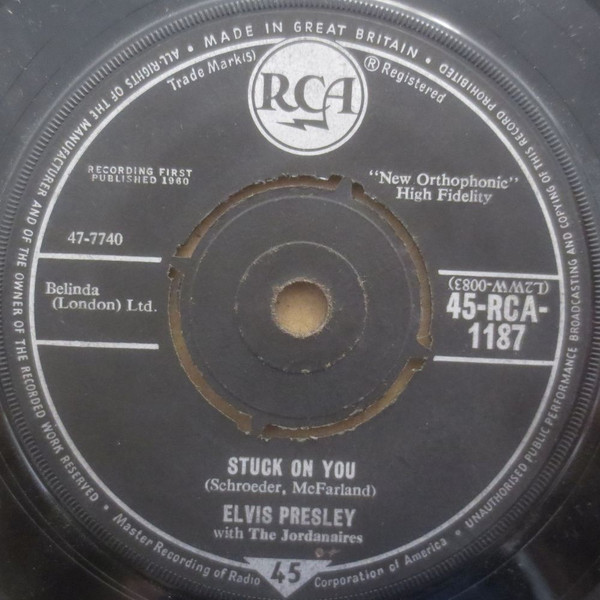 MADE IN GREAT BRITAIN
ALL RIGHTS OF THE MANUFACTURER AND OF THE OWNER OF THE RECORDED WORK RESERVED
UNAUTHORISED PUBLIC PERFORMANCE BROADCASTING AND COPYING OF THIS RECORD PROHIBITED
Trade Mark(s)
RCA
® Registered
RECORDING FIRST
PUBLISHED 1960
"New Orthophonic"
High Fidelity
47-7740
Belinda
(London) Ltd.
(L2WW-0083)
45-RCA-
1187
STUCK ON YOU
(Schroeder, McFarland)
ELVIS PRESLEY
with The Jordanaires
Master Recording of Radio Corporation of America
45